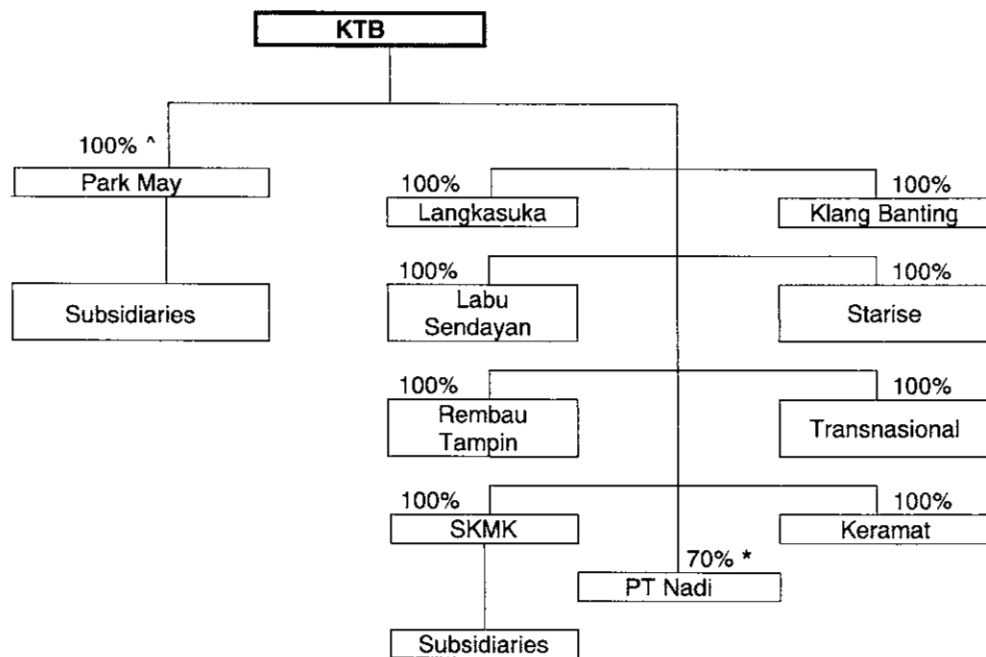 KTB
100% ^
Park May
Subsidiaries
100%
Langkasuka
100%
Klang Banting
100%
Labu
Sendayan
100%
Starise
100%
Rembau
Tampin
100%
Transnasional
100%
SKMK
100%
Keramat
70% *
PT Nadi
Subsidiaries